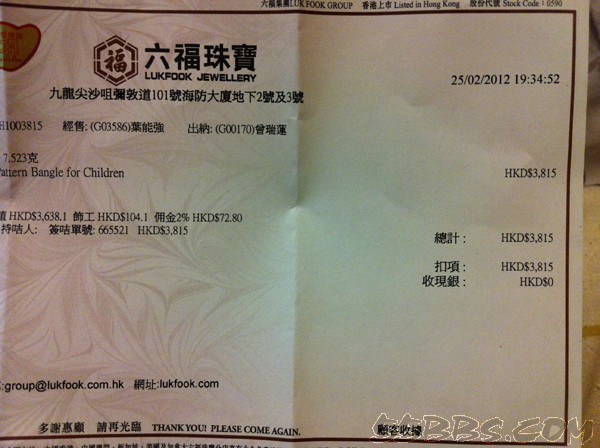 六福集團LUK FOOK GROUP 香港上市 Listed in Hong Kong 股份代號 Stock Code : 0590
福 六福珠寶
LUKFOOK JEWELLERY
25/02/2012 19:34:52
九龍尖沙咀彌敦道101號海防大廈地下2號及3號
H1003815 經售: (G03586)葉能強 出納: (G00170)曾瑞蓮
7.523克
Pattern Bangle for Children HKD$3,815
值 HKD$3,638.1 飾工 HKD$104.1 佣金2% HKD$72.80
持咭人: 簽咭單號: 665521 HKD$3,815
總計 : HKD$3,815
扣項 : HKD$3,815
收現銀 : HKD$0
:group@lukfook.com.hk 網址:lukfook.com
多謝惠顧 請再光臨 THANK YOU! PLEASE COME AGAIN. 顧客收據